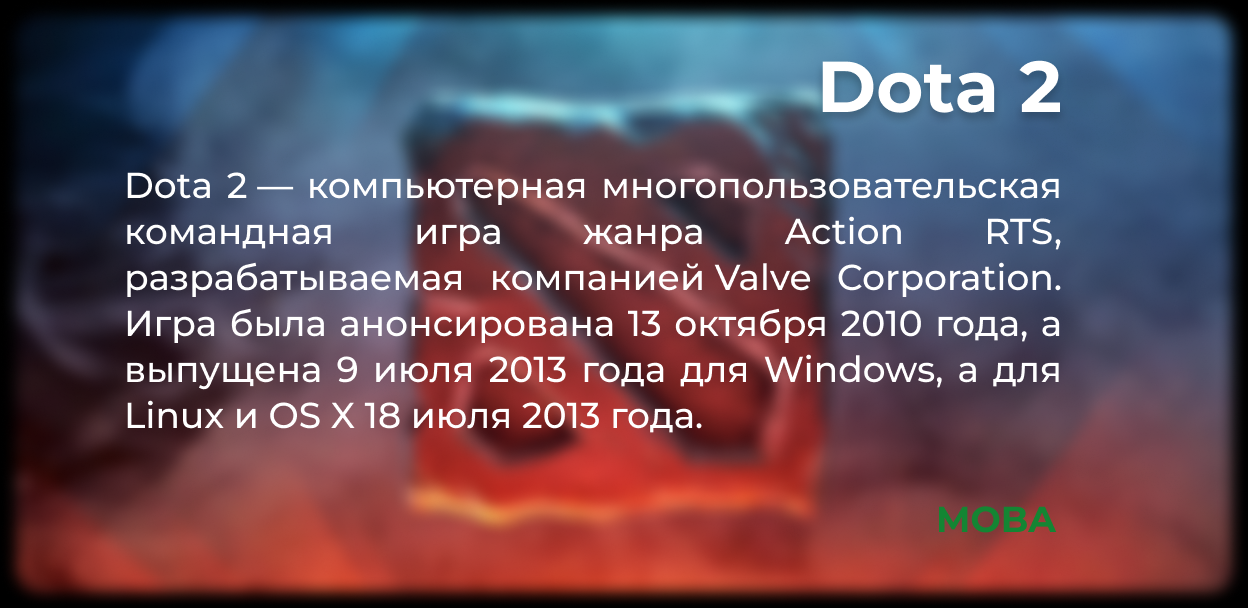 Dota 2
Dota 2 — компьютерная многопользовательская
командная игра жанра Action RTS,
разрабатываемая компанией Valve Corporation.
Игра была анонсирована 13 октября 2010 года, а
выпущена 9 июля 2013 года для Windows, а для
Linux и OS X 18 июля 2013 года.
MOBA